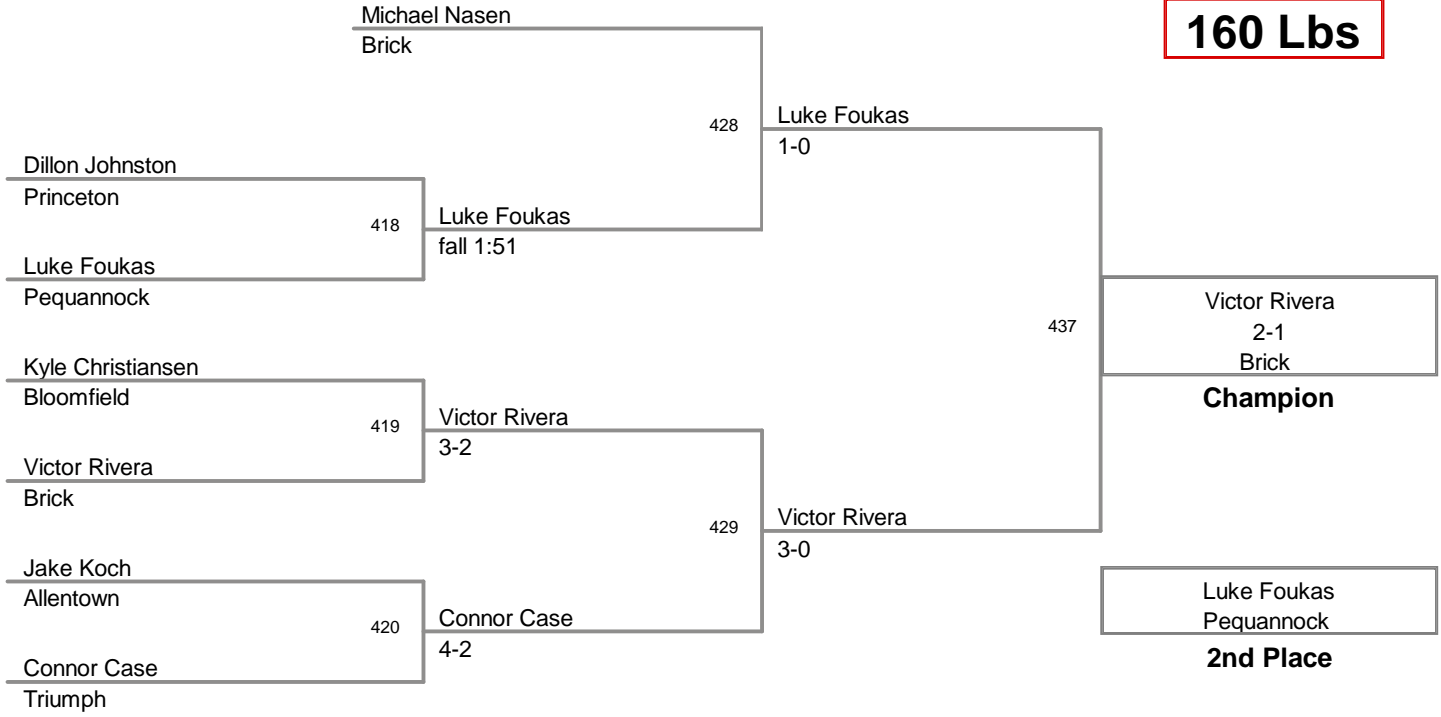 Michael Nasen
Brick
160 Lbs
428
Luke Foukas
1-0
Dillon Johnston
Princeton
418
Luke Foukas
fall 1:51
Luke Foukas
Pequannock
437
Victor Rivera
2-1
Brick
Champion
Kyle Christiansen
Bloomfield
419
Victor Rivera
3-2
Victor Rivera
Brick
429
Victor Rivera
3-0
Jake Koch
Allentown
420
Connor Case
4-2
Connor Case
Triumph
Luke Foukas
Pequannock
2nd Place